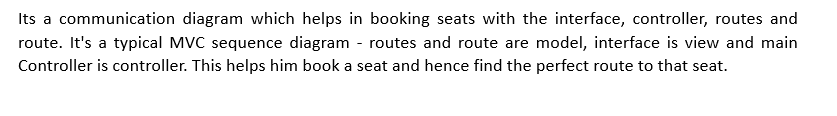 Its a communication diagram which helps in booking seats with the interface, controller, routes and
route. It's a typical MVC sequence diagram - routes and route are model, interface is view and main
Controller is controller. This helps him book a seat and hence find the perfect route to that seat.